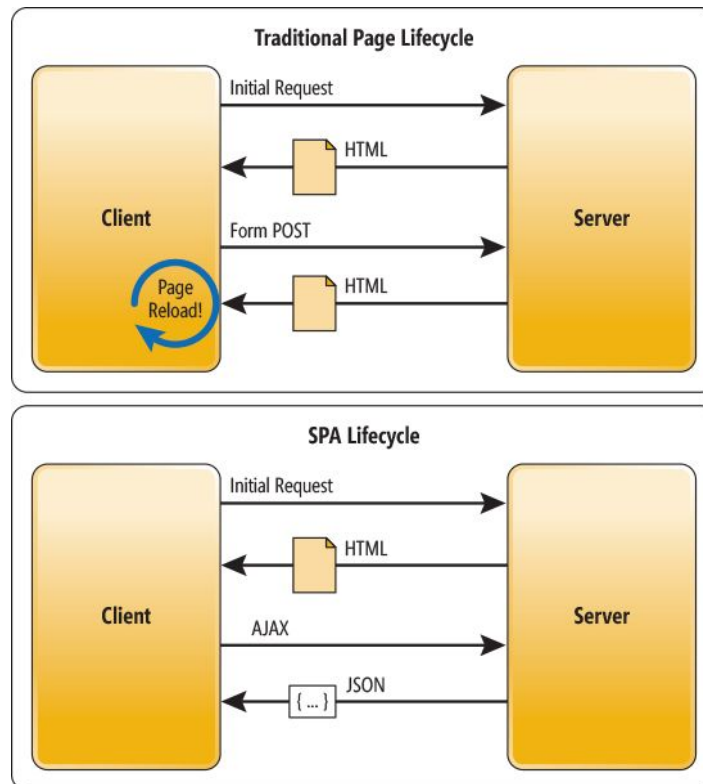 Traditional Page Lifecycle
Initial Request
HTML
Client
Server
Form POST
HTML
Page
Reload!
SPA Lifecycle
Initial Request
HTML
Client
Server
AJAX
JSON
{ ... }